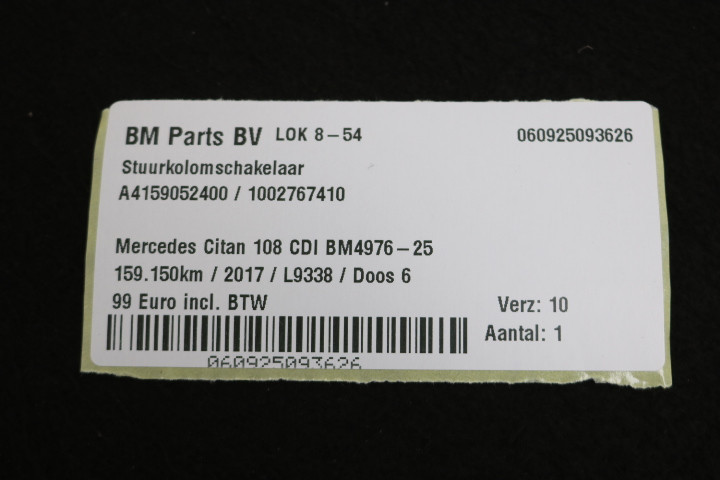 BM Parts BV LOK 8-54 060925093626
Stuurkolomschakelaar
A4159052400 / 1002767410
Mercedes Citan 108 CDI BM4976-25
159.150km / 2017 / L9338 / Doos 6
99 Euro incl. BTW Verz: 10
Aantal: 1
060925093626